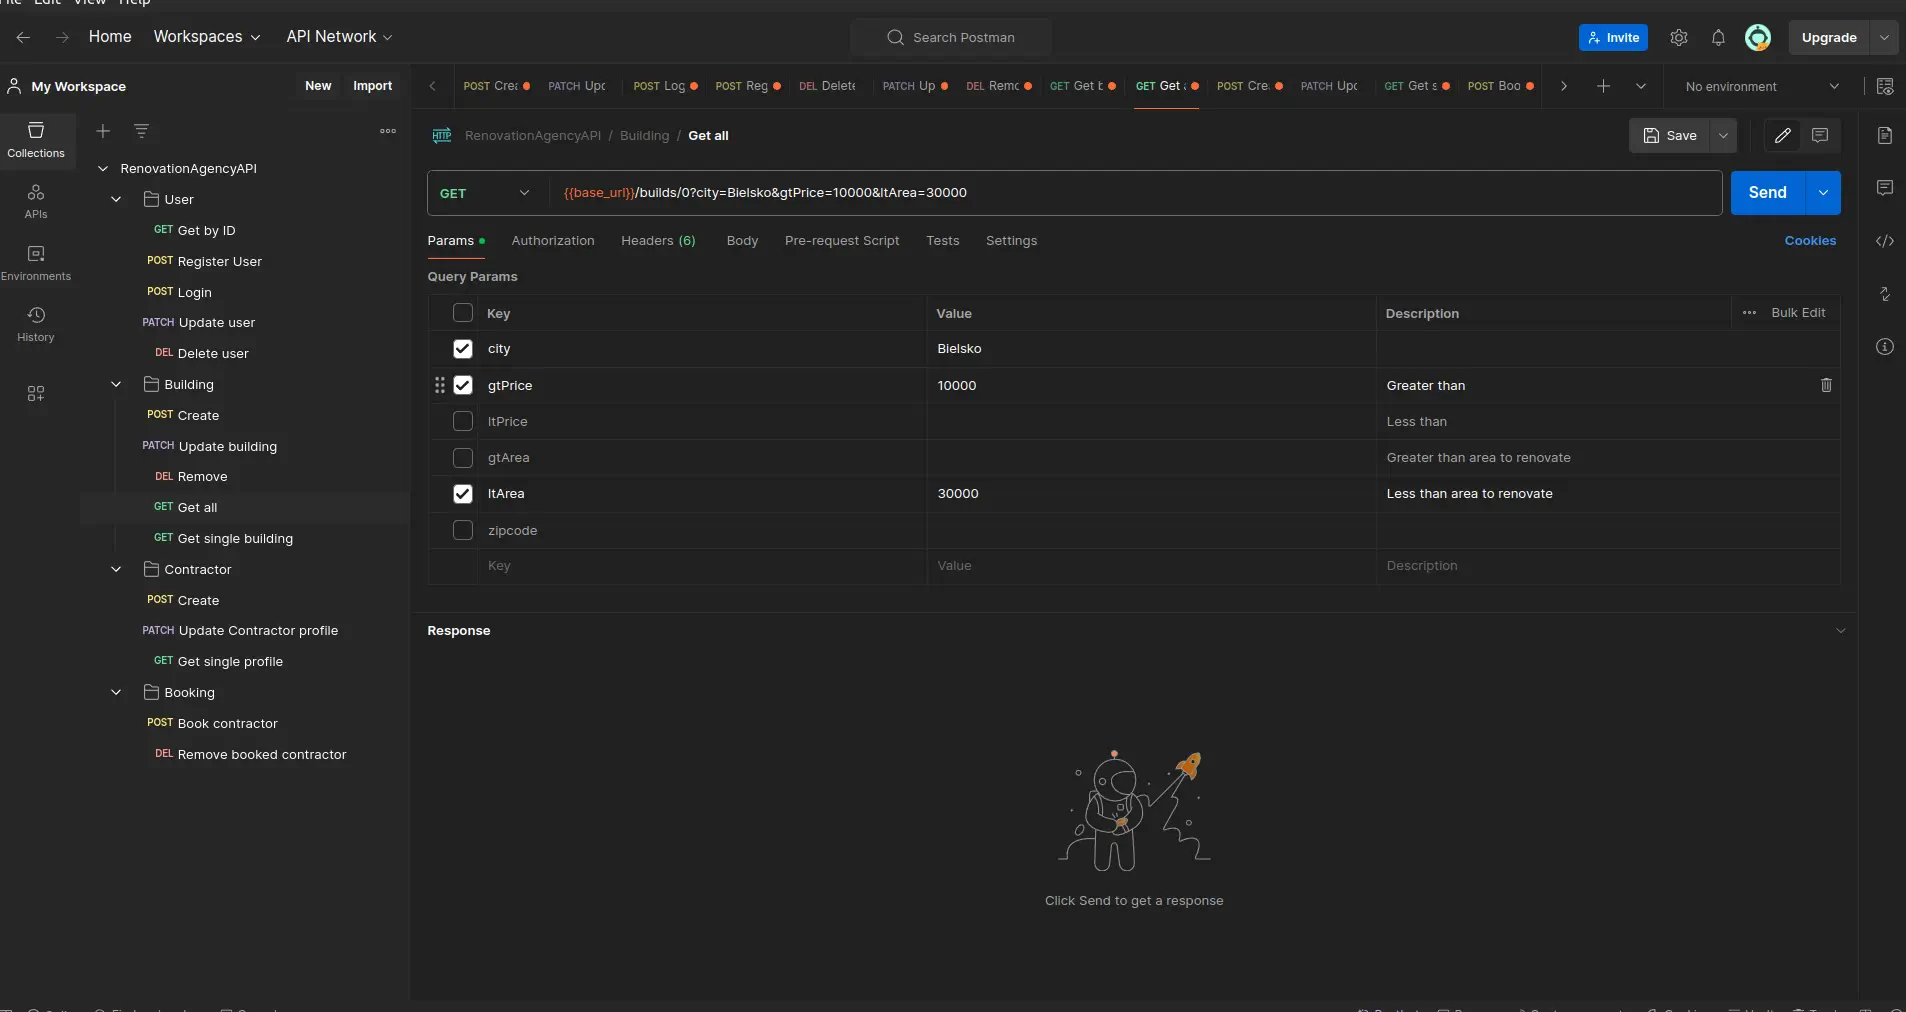 File Edit View Help
Home Workspaces API Network Search Postman Invite Upgrade
My Workspace New Import
POST Crea PATCH Upd POST Log POST Reg DEL Delete PATCH Up DEL Remo GET Get b GET Get a POST Cre PATCH Upd GET Get s POST Boo No environment
Collections
APIs
Environments
History
RenovationAgencyAPI
User
GET Get by ID
POST Register User
POST Login
PATCH Update user
DEL Delete user
Building
POST Create
PATCH Update building
DEL Remove
GET Get all
GET Get single building
Contractor
POST Create
PATCH Update Contractor profile
GET Get single profile
Booking
POST Book contractor
DEL Remove booked contractor
HTTP RenovationAgencyAPI / Building / Get all Save
GET {{base_url}}/builds/0?city=Bielsko&gtPrice=10000&ltArea=30000 Send
Params Authorization Headers (6) Body Pre-request Script Tests Settings Cookies
Query Params
Key Value Description Bulk Edit
city Bielsko
gtPrice 10000 Greater than
ltPrice Less than
gtArea Greater than area to renovate
ltArea 30000 Less than area to renovate
zipcode
Key Value Description
Response
Click Send to get a response